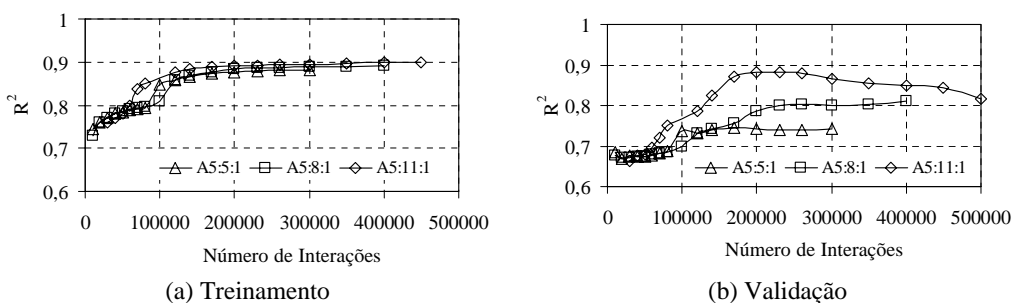 1
0,9
0,8
0,7
0,6
R²
A5:5:1 A5:8:1 A5:11:1
0 100000 200000 300000 400000 500000
Número de Interações
(a) Treinamento
1
0,9
0,8
0,7
0,6
R²
A5:5:1 A5:8:1 A5:11:1
0 100000 200000 300000 400000 500000
Número de Interações
(b) Validação